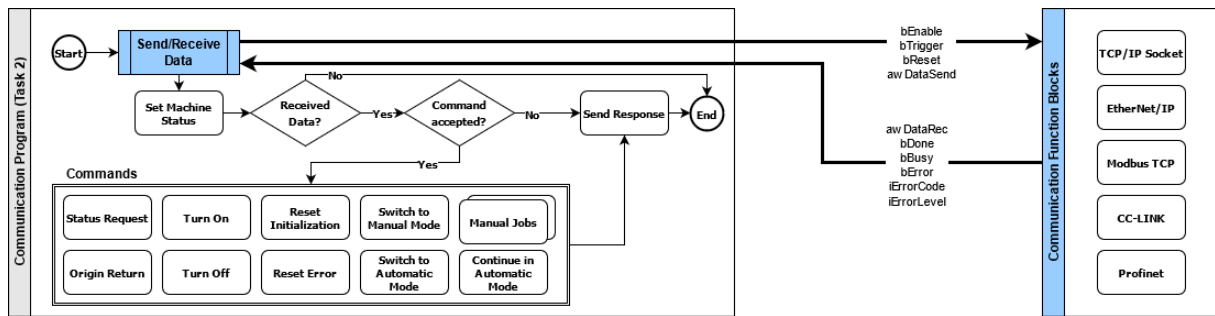 Communication Program (Task 2)
Start
Send/Receive
Data
Set Machine
Status
Received
Data?
No
Yes
Command
accepted?
No
Yes
Send Response
End
Commands
Status Request
Turn On
Reset
Initialization
Switch to
Manual Mode
Manual Jobs
Origin Return
Turn Off
Reset Error
Switch to
Automatic
Mode
Continue in
Automatic
Mode
bEnable
bTrigger
bReset
aw DataSend
aw DataRec
bDone
bBusy
bError
iErrorCode
iErrorLevel
Communication Function Blocks
TCP/IP Socket
EtherNet/IP
Modbus TCP
CC-LINK
Profinet